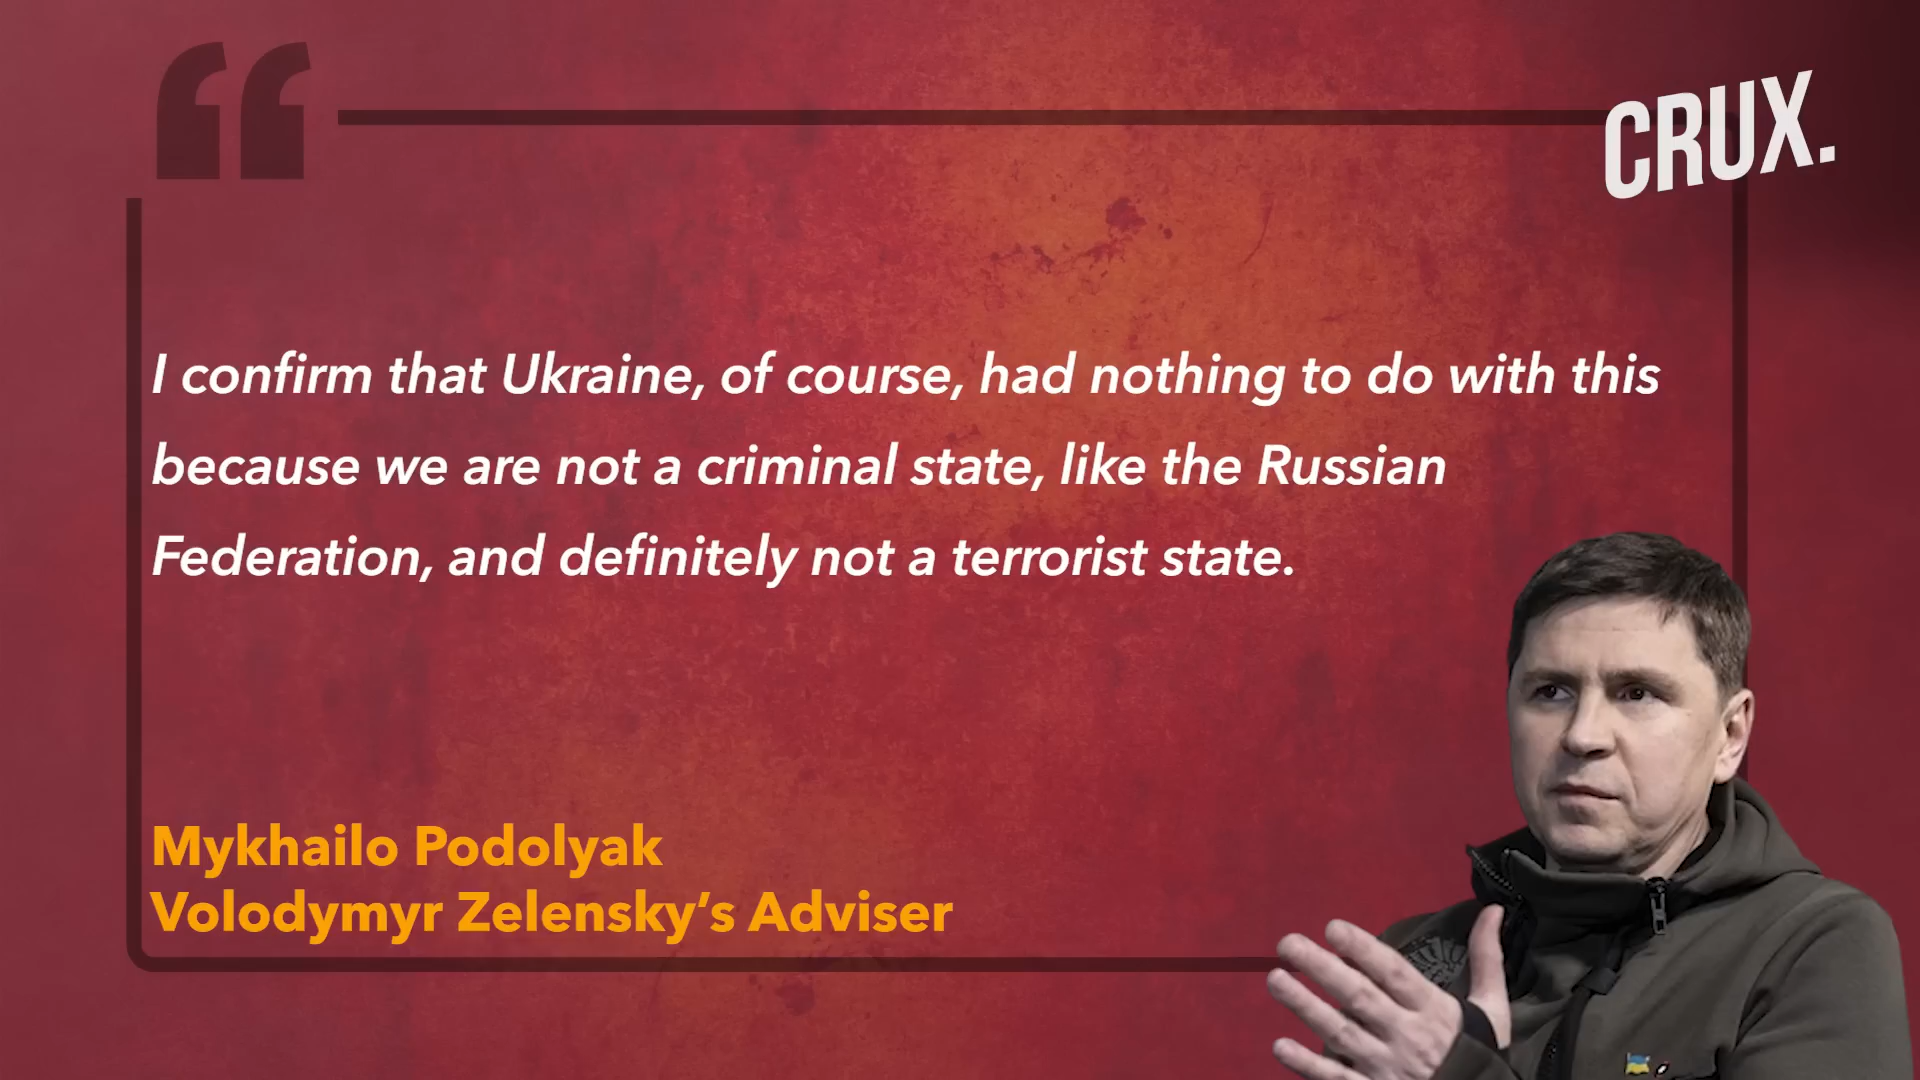 CRUX.
I confirm that Ukraine, of course, had nothing to do with this
because we are not a criminal state, like the Russian
Federation, and definitely not a terrorist state.
Mykhailo Podolyak
Volodymyr Zelensky‘s Adviser